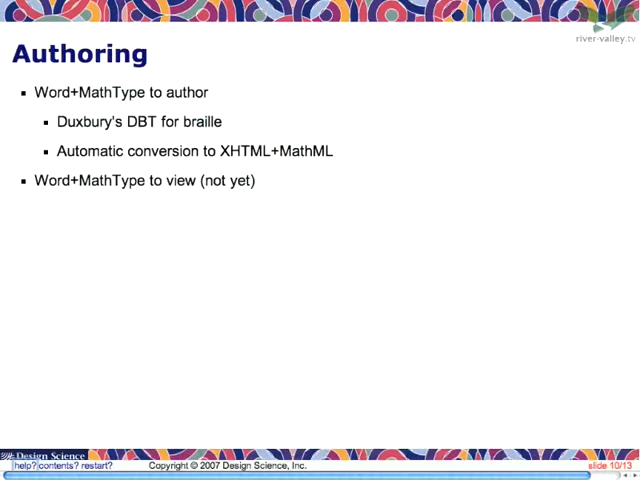 river-valley.tv
Authoring
Word+MathType to author
Duxbury's DBT for braille
Automatic conversion to XHTML+MathML
Word+MathType to view (not yet)
Design Science
help?|contents? restart? Copyright © 2007 Design Science, Inc. slide 10/13